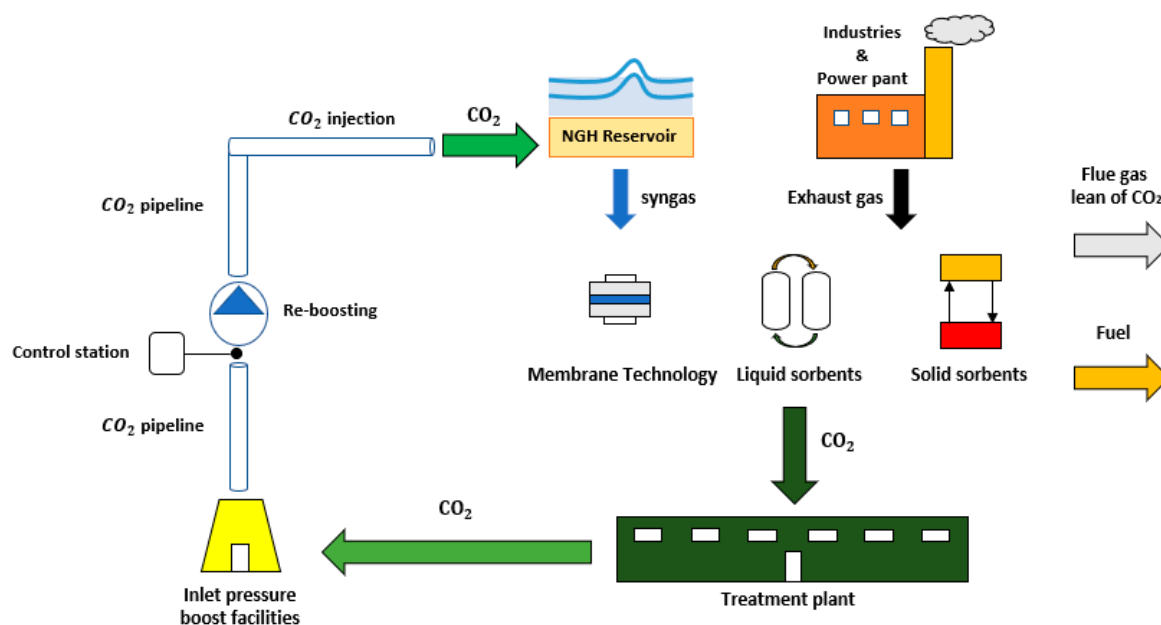 Industries
&
Power pant
CO₂ injection
CO₂
NGH Reservoir
CO₂ pipeline
syngas
Exhaust gas
Flue gas
lean of CO₂
Re-boosting
Control station
Fuel
Membrane Technology
Liquid sorbents
Solid sorbents
CO₂ pipeline
CO₂
CO₂
Inlet pressure
boost facilities
Treatment plant